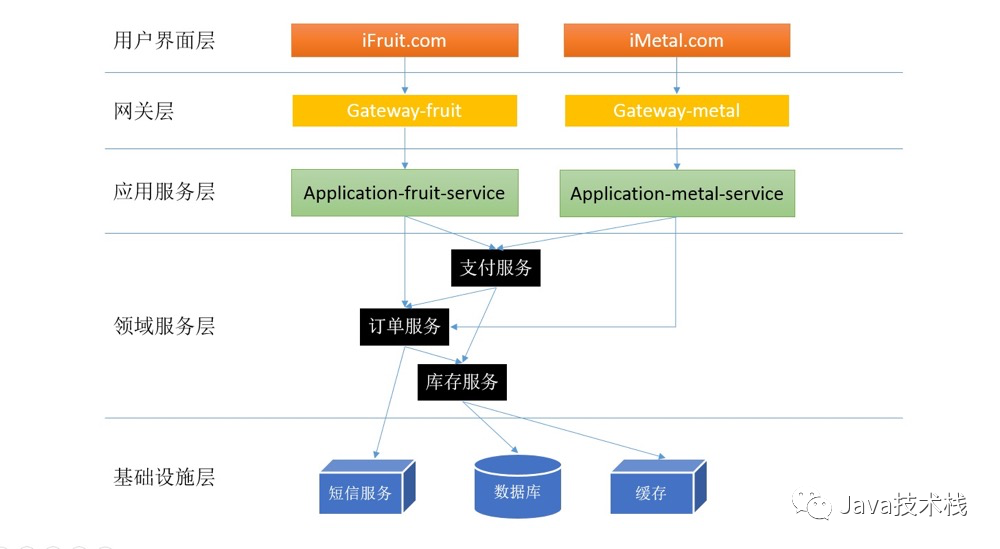 用户界面层
iFruit.com
iMetal.com
网关层
Gateway-fruit
Gateway-metal
应用服务层
Application-fruit-service
Application-metal-service
支付服务
领域服务层
订单服务
库存服务
基础设施层
短信服务
数据库
缓存
Java技术栈